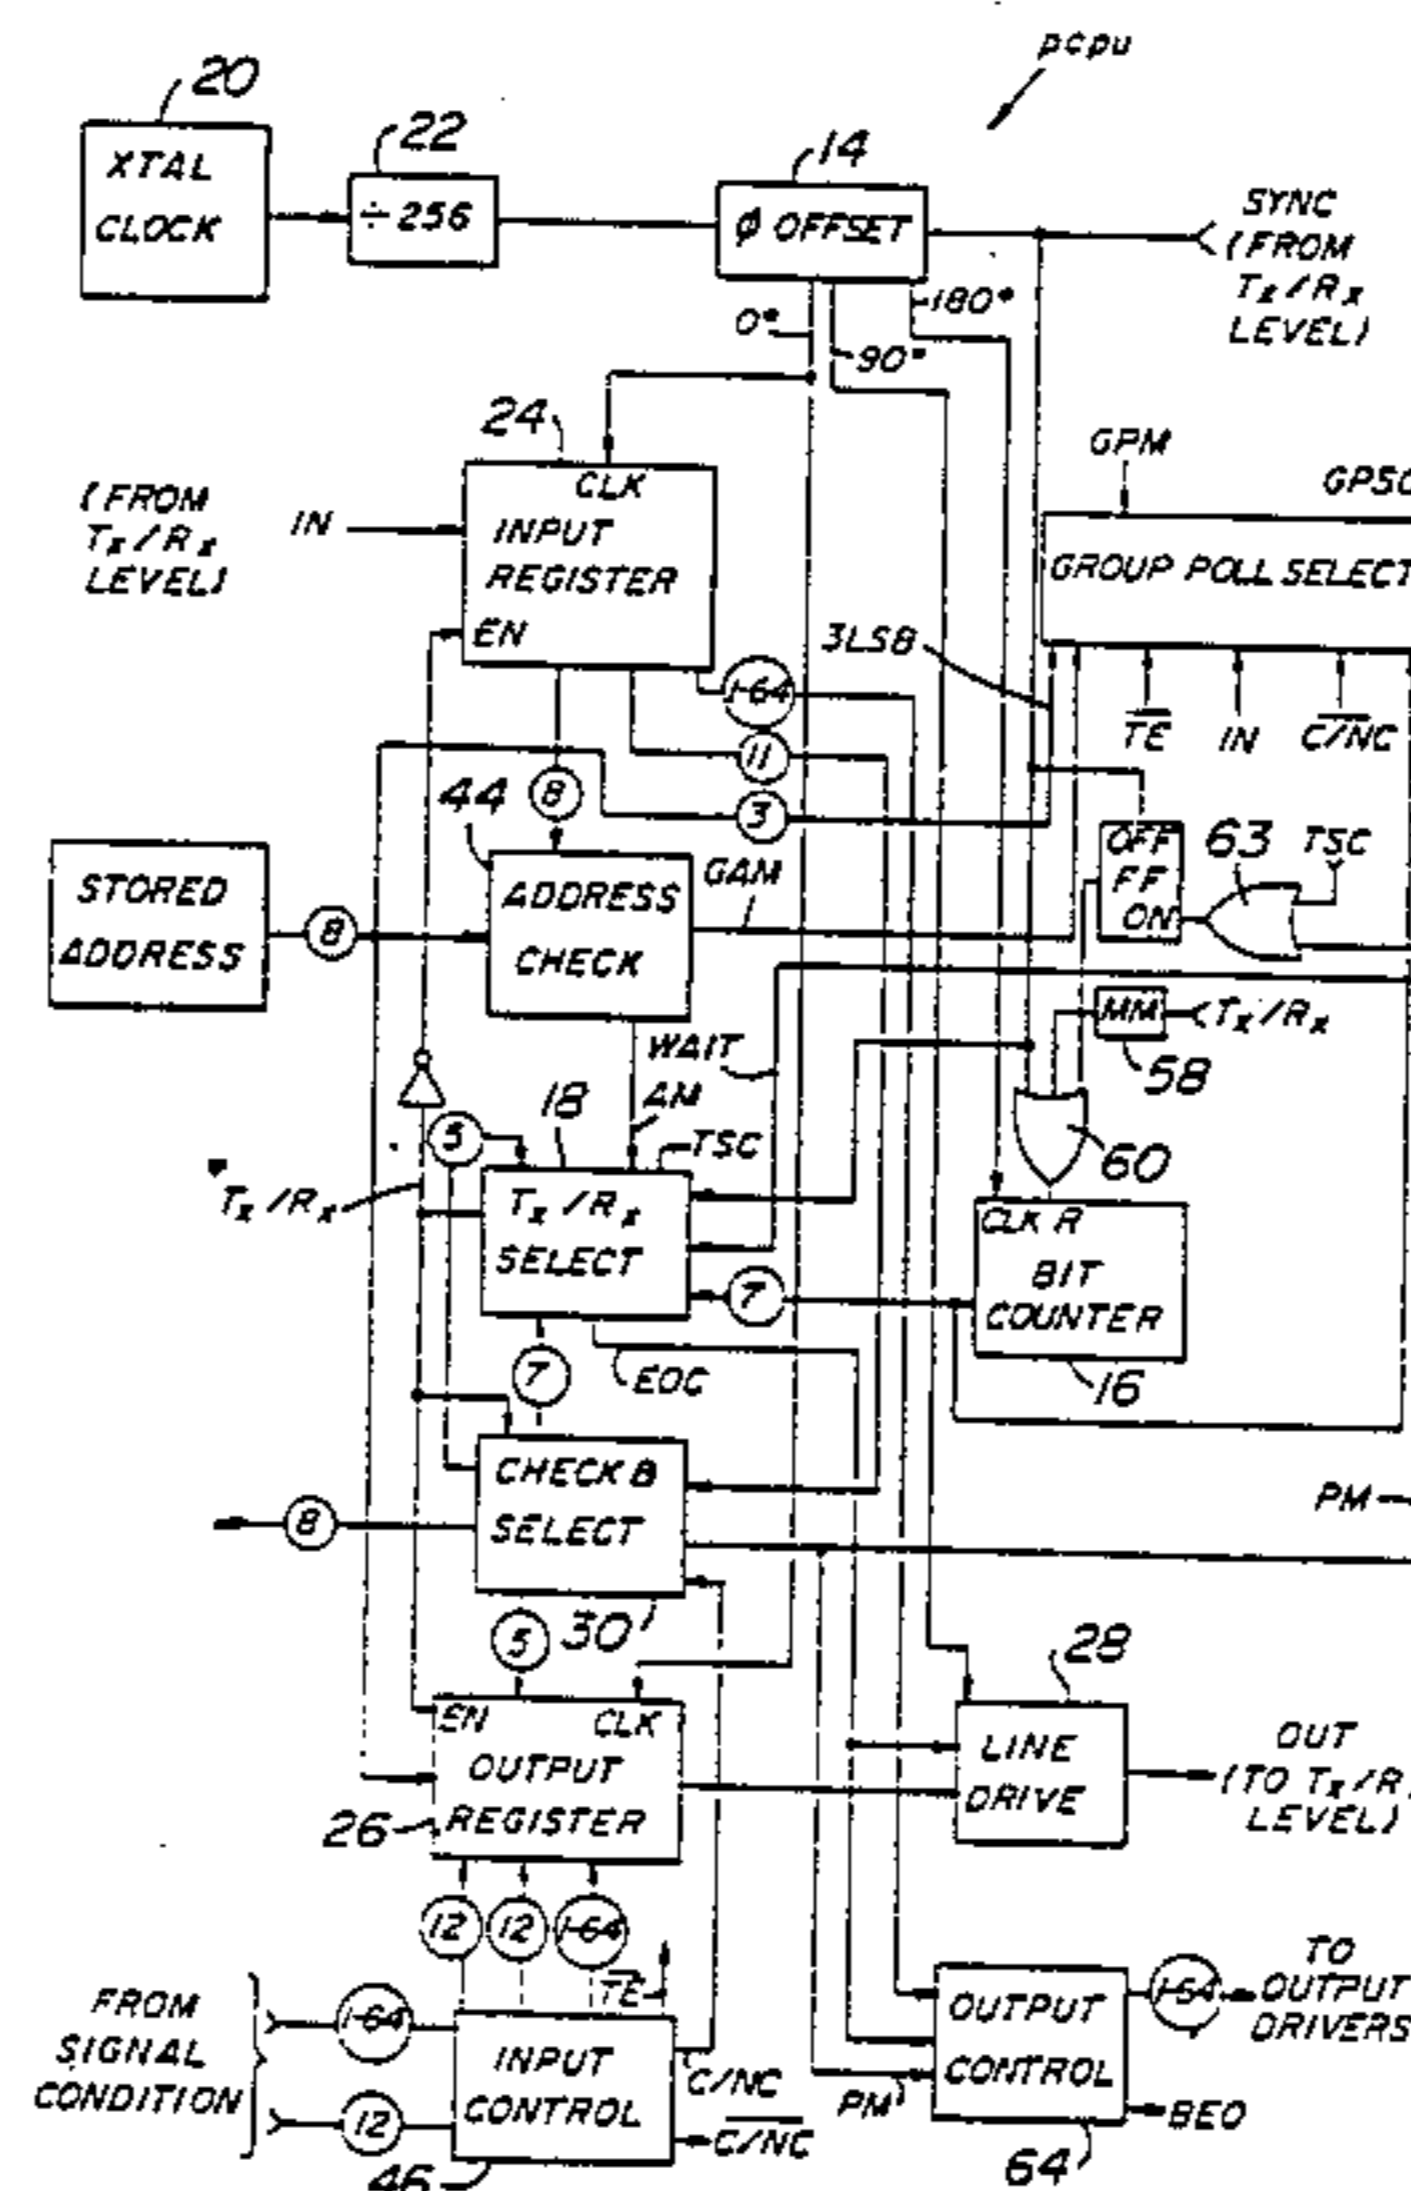 pcpu
20
XTAL
CLOCK
22
÷ 256
14
ϕ OFFSET
SYNC
(FROM
Tx/Rx
LEVEL)
0°
90°
180°
24
CLK
INPUT
REGISTER
EN
(FROM
Tx/Rx
LEVEL)
IN
GPM
GROUP POLL SELECT
3LSB
TE
IN
C/NC
1-64
11
8
3
44
STORED
ADDRESS
8
ADDRESS
CHECK
GAM
OFF
FF
ON
63
TSC
MM
Tx/Rx
58
WAIT
AM
18
TSC
5
Tx/Rx
Tx/Rx
SELECT
60
CLK R
BIT
COUNTER
16
7
7
EOC
CHECK B
SELECT
8
PM
5
30
28
EN
CLK
OUTPUT
REGISTER
26
LINE
DRIVE
OUT
(TO Tx/R
LEVEL)
12
12
1-64
TE
FROM
SIGNAL
CONDITION
1-64
12
INPUT
CONTROL
46
C/NC
C/NC
PM
OUTPUT
CONTROL
64
1-64
TO
OUTPUT
DRIVERS
BEO